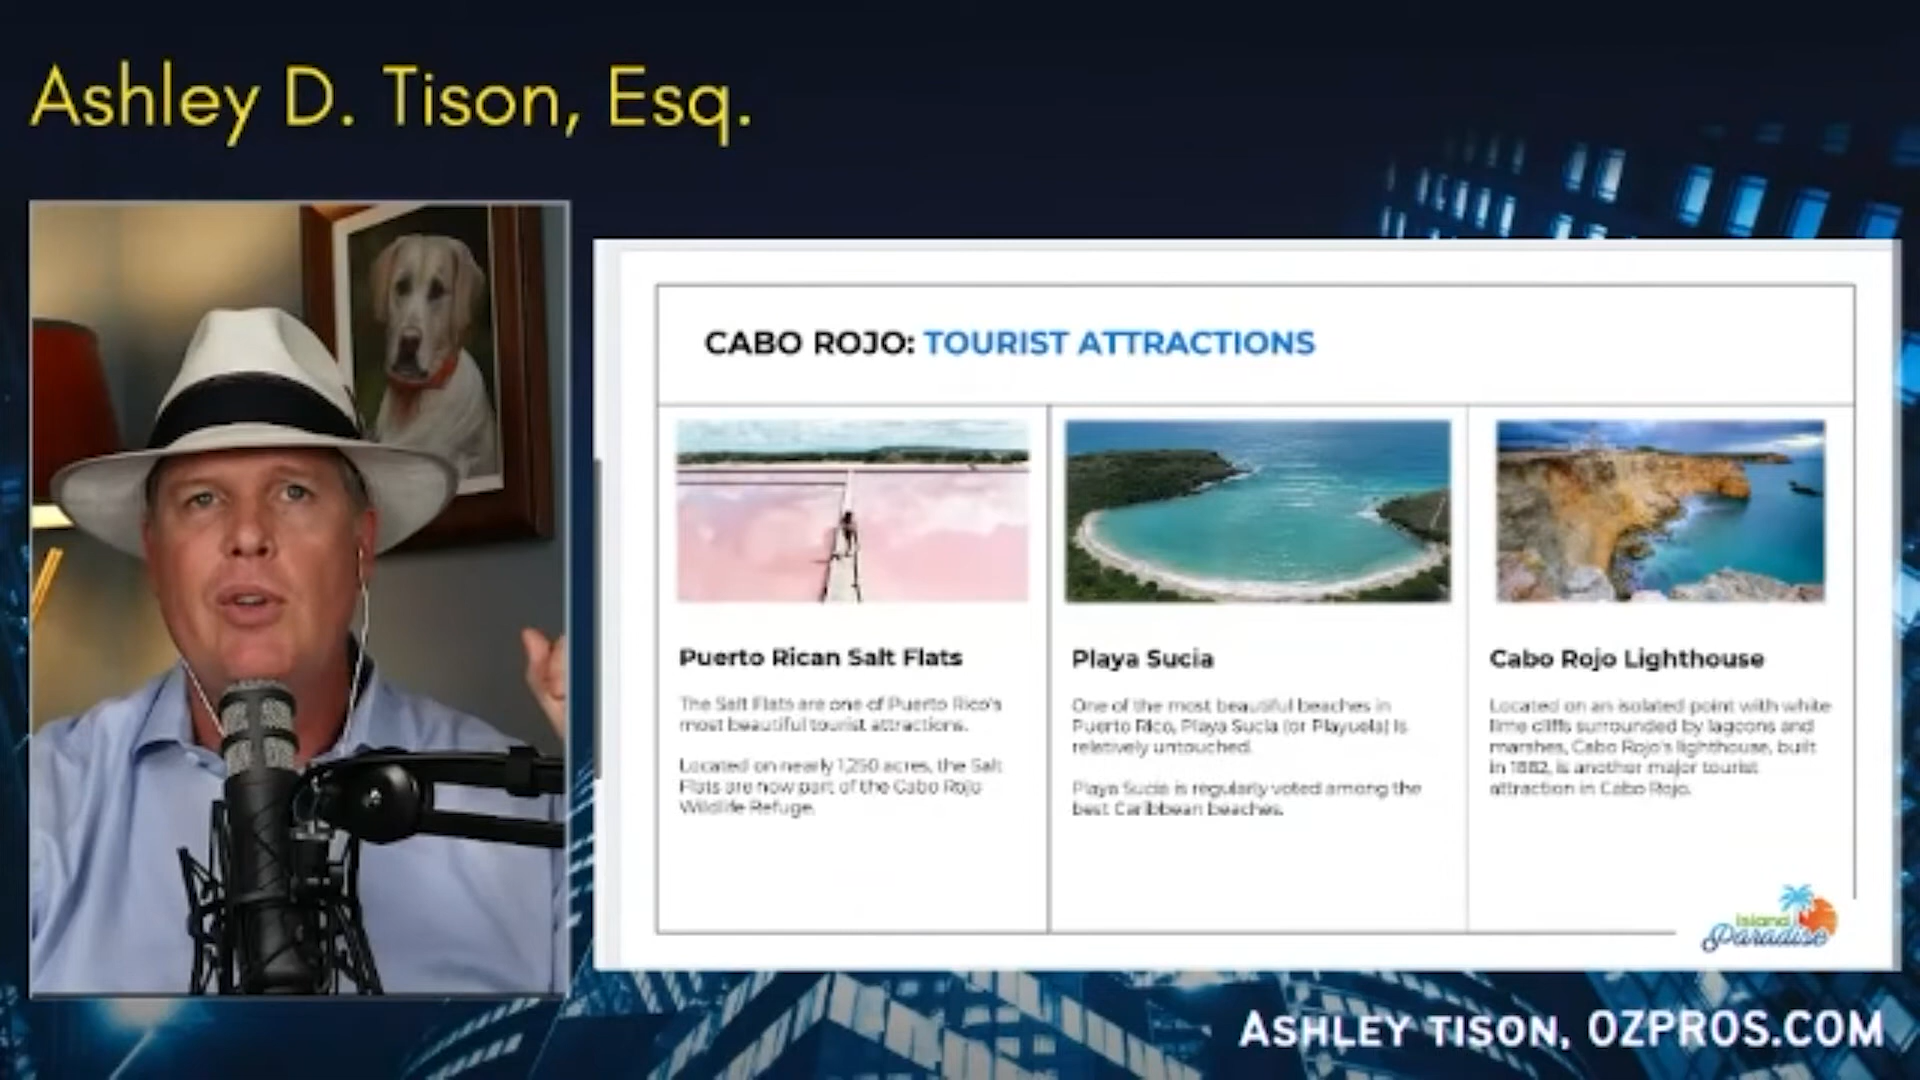 Ashley D. Tison, Esq.
CABO ROJO: TOURIST ATTRACTIONS
Puerto Rican Salt Flats
The Salt Flats are one of Puerto Rico's
most beautiful tourist attractions.
Located on nearly 1,250 acres, the Salt
Flats are now part of the Cabo Rojo
Wildlife Refuge.
Playa Sucia
One of the most beautiful beaches in
Puerto Rico, Playa Sucia (or Playuela) is
reletively untouched.
Playa Sucia is regularly voted among the
best Caribbean beaches.
Cabo Rojo Lighthouse
Located on an isolated point with white
lime cliffs surrounded by lagoons and
marshes, Cabo Rojo's lighthouse, built
in 1882, is another major tourist
attraction in Cabo Rojo.
island
Paradise
ASHLEY TISON, OZPROS.COM